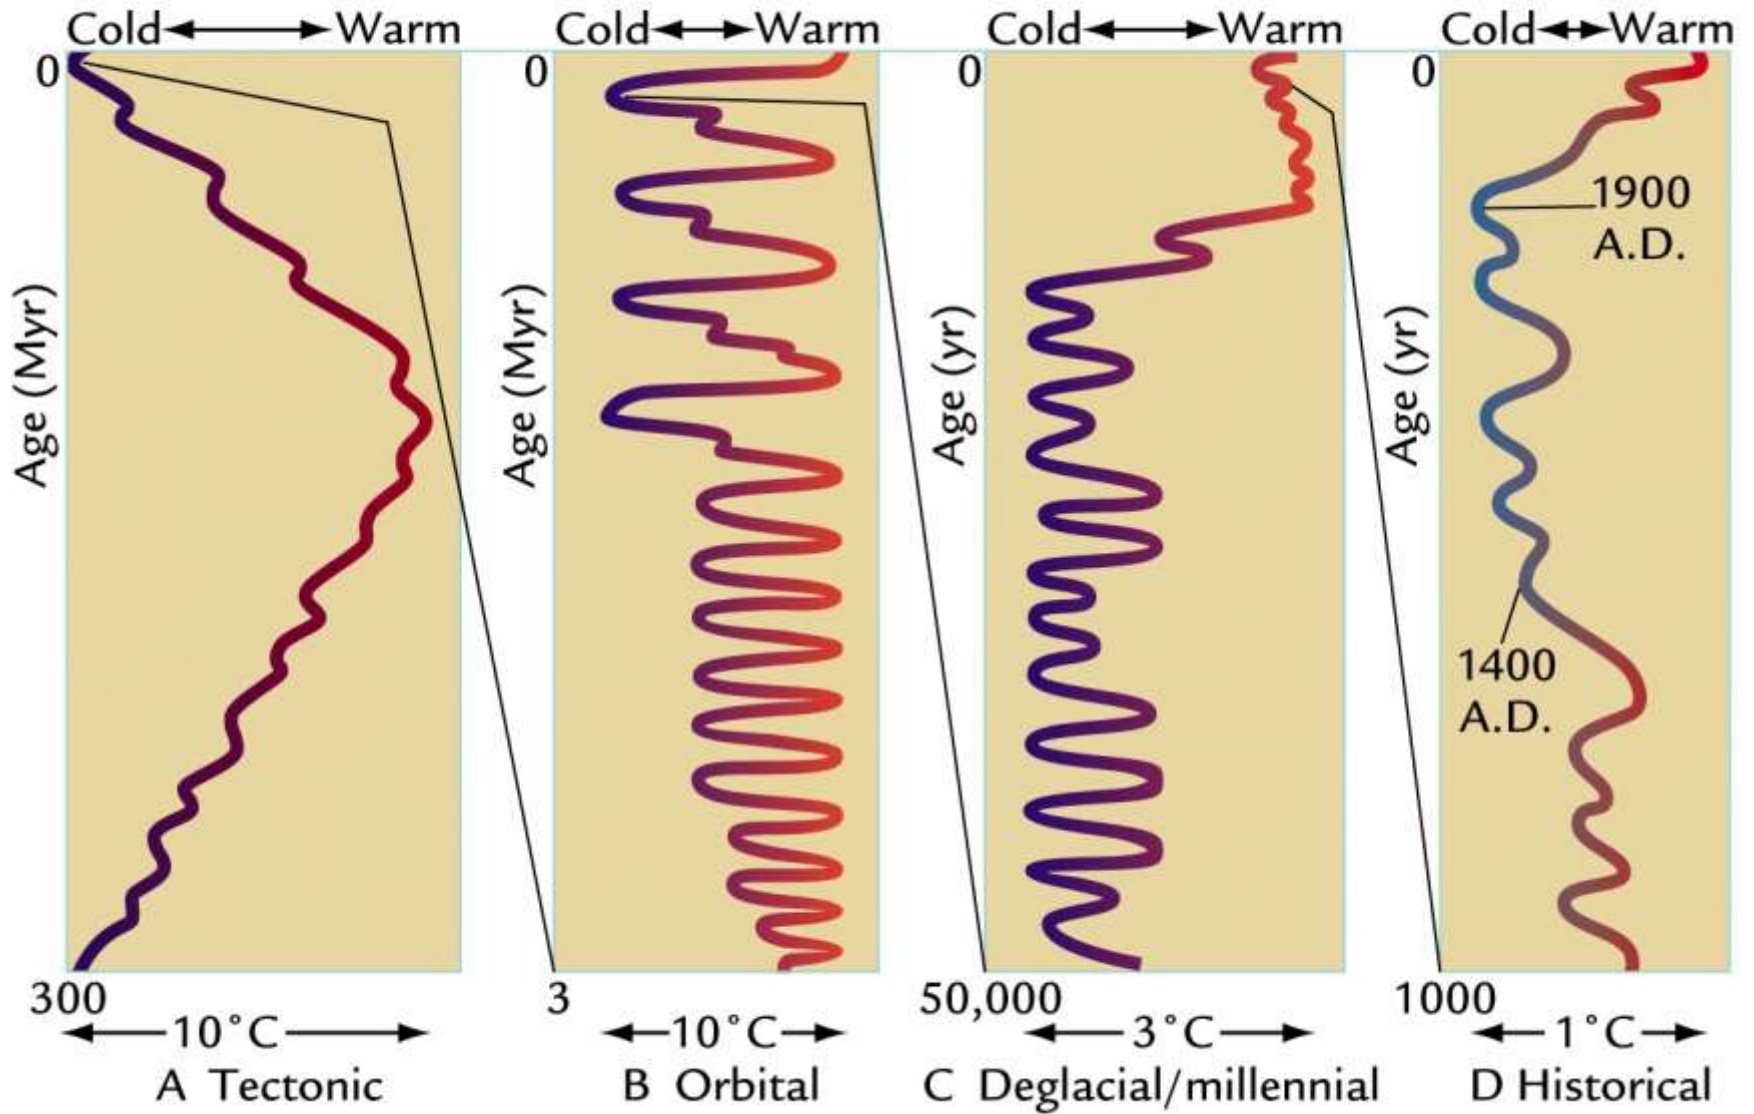 Cold Warm
Cold Warm
Cold Warm
Cold Warm
0
0
0
0
Age (Myr)
Age (Myr)
Age (yr)
Age (yr)
1900
A.D.
1400
A.D.
300
3
50,000
1000
10°C
10°C
3°C
1°C
A Tectonic
B Orbital
C Deglacial/millennial
D Historical